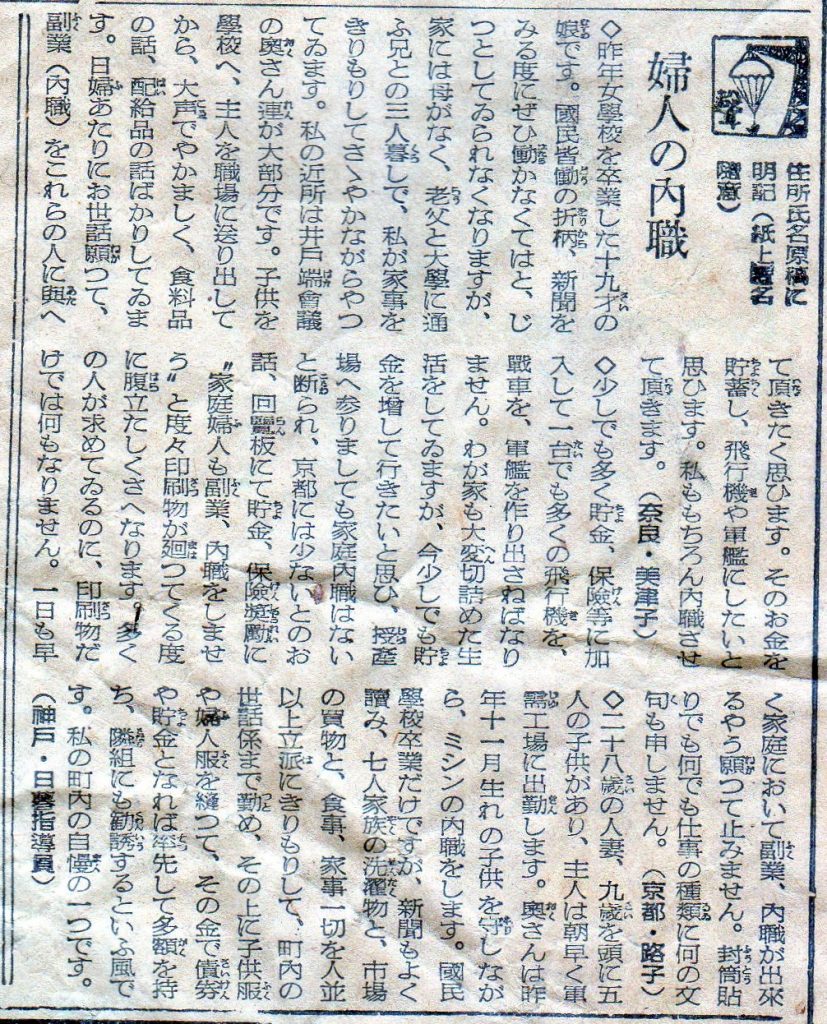 住所氏名原稿に
明記（紙上匿名
隨意）
婦人の內職
◇昨年女學校を卒業した十九才の
娘です。國民皆働の折柄、新聞を
みる度にぜひ働かなくてはと、じ
つとしてゐられなくなりますが、
家には母がなく、老父と大學に通
ふ兄との三人暮しで、私が家事を
きりもりしてさゝやかながらやつ
てゐます。私の近所は井戶端會議
の奥さん連が大部分です。子供を
學校へ、主人を職場に送り出して
から、大声でやかましく、食料品
の話、配給品の話ばかりしてゐま
す。日婦あたりにお世話願つて、
副業（內職）をこれらの人に與へ
て頂きたく思ひます。そのお金を
貯蓄し、飛行機や軍艦にしたいと
思ひます。私ももちろん內職させ
て頂きます。（奈良・美津子）
◇少しでも多く貯金、保險等に加
入して一台でも多くの飛行機を、
戰車を、軍艦を作り出さねばなり
ません。わが家も大変切詰めた生
活をしてゐますが、今少しでも貯
金を增して行きたいと思ひ、授產
場へ参りましても家庭內職はない
と断られ、京都には少ないとのお
話、回覽板にて貯金、保險奬勵に
〝家庭婦人も副業、內職をしませ
う〟と度々印刷物が廻つてくる度
に腹立たしくさへなります。多く
の人が求めてゐるのに、印刷物だ
けでは何もなりません。一日も早
く家庭において副業、內職が出來
るやう願つて止みません。封筒貼
りでも何でも仕事の種類に何の文
句も申しません。（京都・路子）
◇二十八歲の人妻、九歲を頭に五
人の子供があり、主人は朝早く軍
需工場に出勤します。奥さんは昨
年十一月生れの子供を守しなが
ら、ミシンの內職をします。國民
學校卒業だけですが、新聞もよく
讀み、七人家族の洗濯物と、市場
の買物と、食事、家事一切を人並
以上立派にきりもりして、町內の
世話係まで勤め、その上に子供服
や婦人服を縫つて、その金で債券
や貯金となれば率先して多額を持
ち、隣組にも勸誘するといふ風で
す。私の町內の自慢の一つです。
（神戶・日婦指導員）